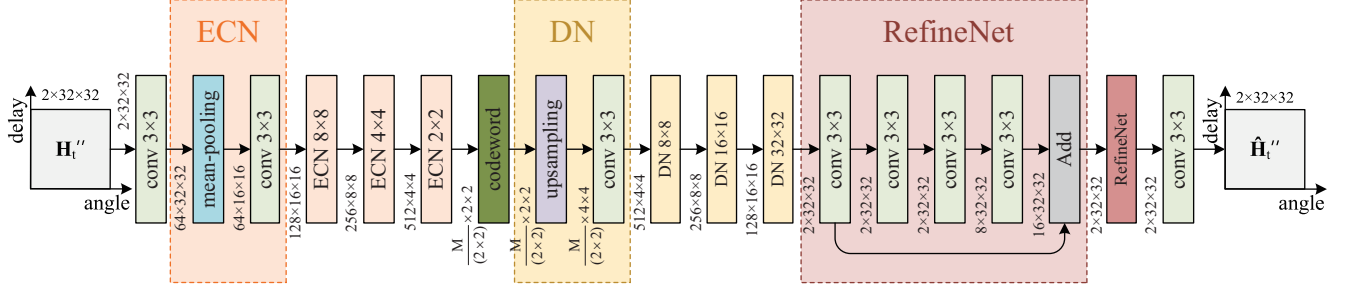 ECN
DN
RefineNet
delay
2×32×32
H_t''
angle
2×32×32
conv 3×3
64×32×32
mean-pooling
64×16×16
conv 3×3
128×16×16
ECN 8×8
256×8×8
ECN 4×4
512×4×4
ECN 2×2
M/(2×2) ×2×2
codeword
M/(2×2) ×2×2
upsampling
M/(2×2) ×4×4
conv 3×3
512×4×4
DN 8×8
256×8×8
DN 16×16
128×16×16
DN 32×32
2×32×32
conv 3×3
2×32×32
conv 3×3
2×32×32
conv 3×3
8×32×32
conv 3×3
16×32×32
Add
2×32×32
RefineNet
2×32×32
conv 3×3
delay
2×32×32
Ĥ_t''
angle